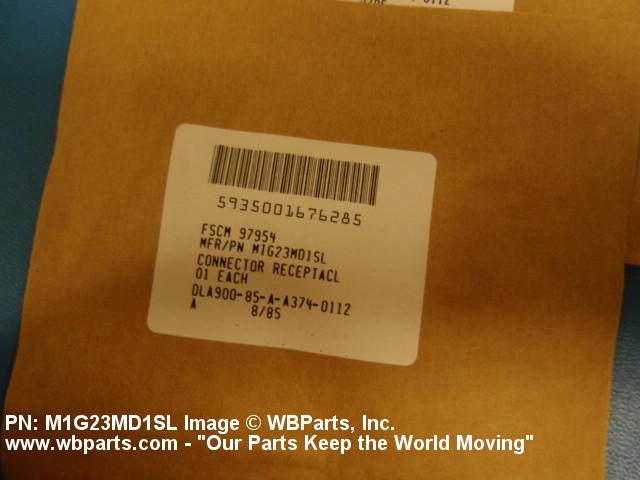 5935001676285
FSCM 97954
MFR/PN M1G23MD1SL
CONNECTOR RECEPTACL
01 EACH
DLA900-85-A-A374-0112
A 8/85
PN: M1G23MD1SL Image © WBParts, Inc.
www.wbparts.com - "Our Parts Keep the World Moving"